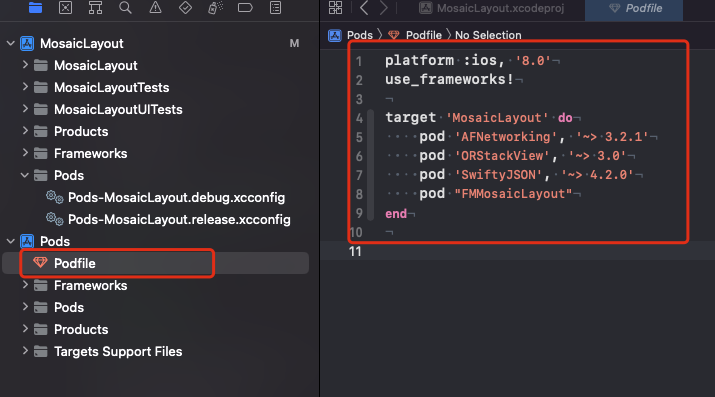 MosaicLayout M
MosaicLayout
MosaicLayoutTests
MosaicLayoutUITests
Products
Frameworks
Pods
Pods-MosaicLayout.debug.xcconfig
Pods-MosaicLayout.release.xcconfig
Pods
Podfile
Frameworks
Pods
Products
Targets Support Files
MosaicLayout.xcodeproj Podfile
Pods Podfile No Selection
1 platform :ios, '8.0'
2 use_frameworks!
3
4 target 'MosaicLayout' do
5 pod 'AFNetworking', '~> 3.2.1'
6 pod 'ORStackView', '~> 3.0'
7 pod 'SwiftyJSON', '~> 4.2.0'
8 pod "FMMosaicLayout"
9 end
10
11